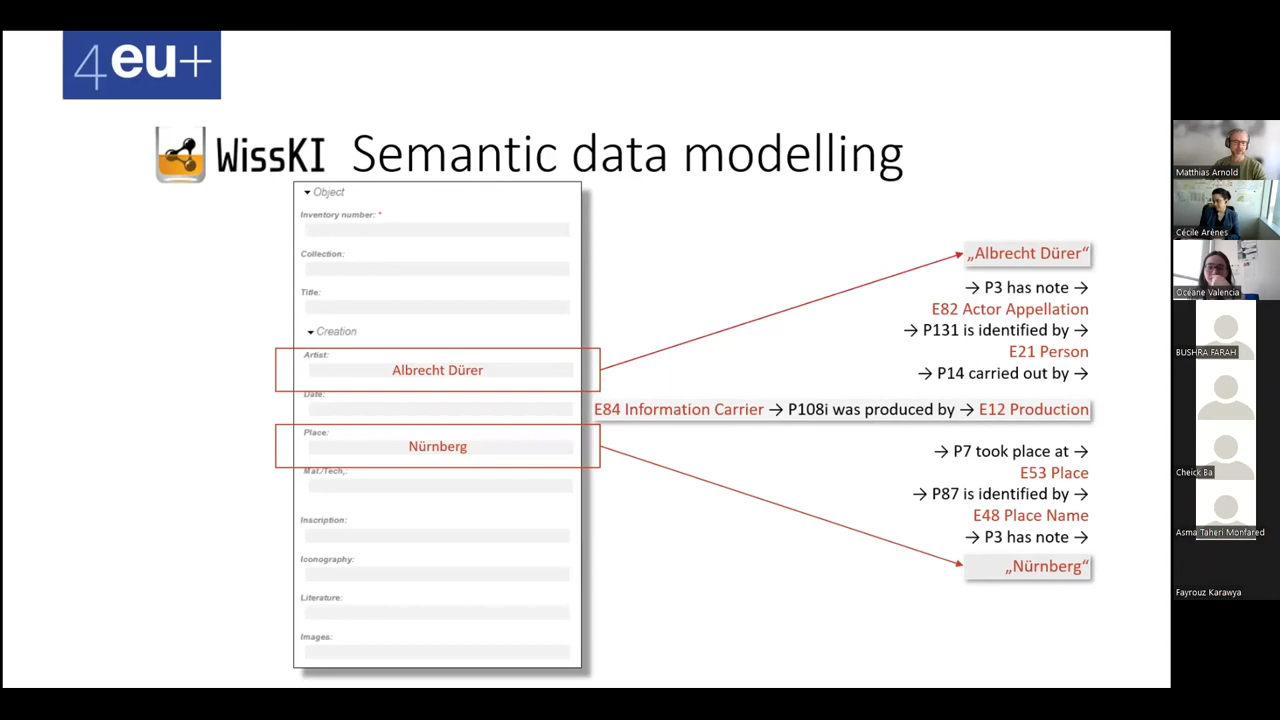 4eu+
WissKI Semantic data modelling
Object
Inventory number: *
Collection:
Title:
Creation
Artist:
Albrecht Dürer
Date:
Place:
Nürnberg
Mat./Tech,:
Inscription:
Iconography:
Literature:
Images:
„Albrecht Dürer“
→ P3 has note →
E82 Actor Appellation
→ P131 is identified by →
E21 Person
→ P14 carried out by →
E84 Information Carrier → P108i was produced by → E12 Production
→ P7 took place at →
E53 Place
→ P87 is identified by →
E48 Place Name
→ P3 has note →
„Nürnberg“
Matthias Arnold
Cécile Arènes
Océane Valencia
BUSHRA FARAH
Cheick Ba
Asma Taheri Monfared
Fayrouz Karawya